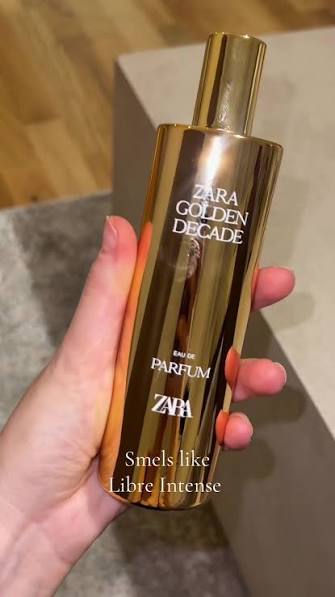 ZARA
GOLDEN
DECADE
EAU DE
PARFUM
ZARA
Smels like
Libre Intense